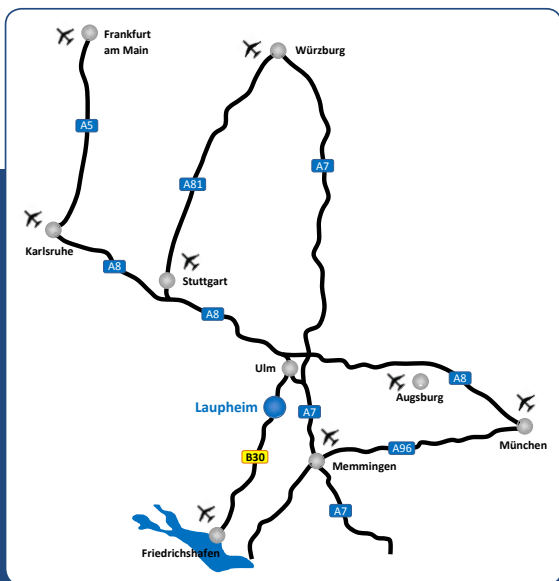 Frankfurt
am Main
Würzburg
A5
A7
A81
Karlsruhe
A8
Stuttgart
A8
Ulm
A8
Augsburg
Laupheim
A7
München
A96
B30
Memmingen
A7
Friedrichshafen